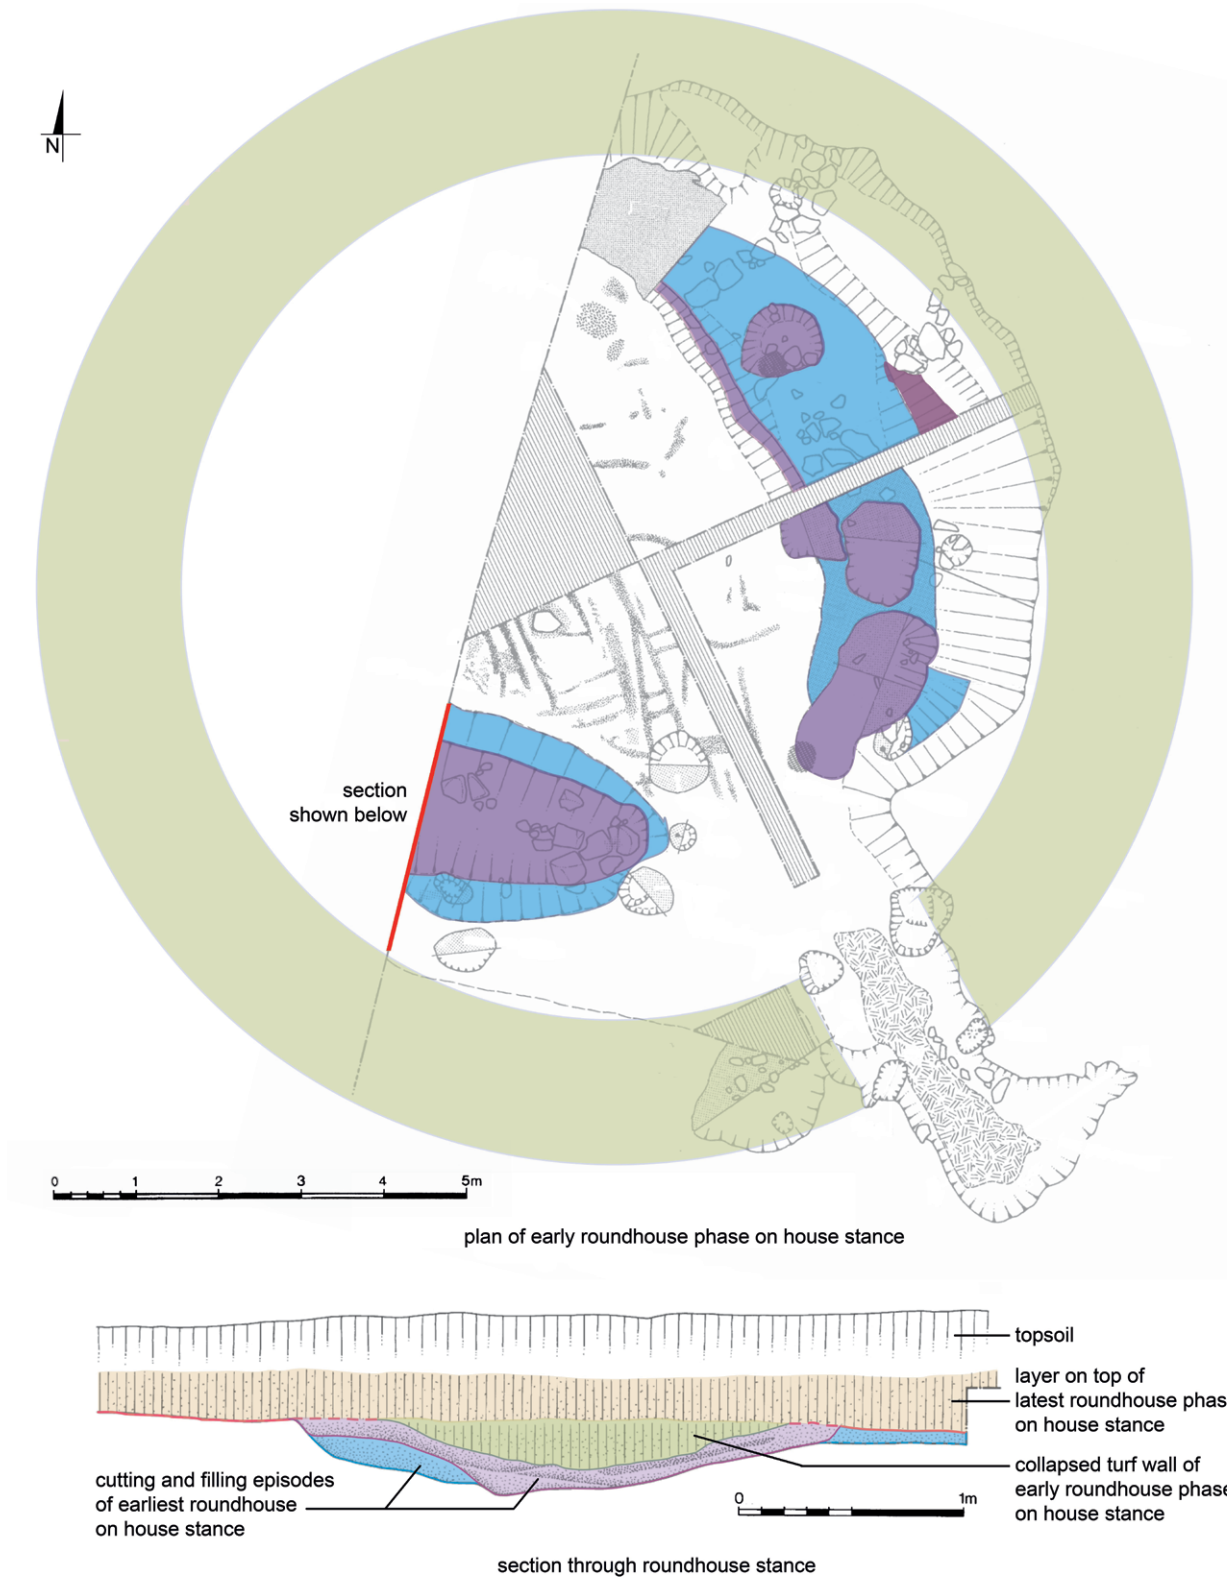 N
section
shown below
0 1 2 3 4 5m
plan of early roundhouse phase on house stance
topsoil
layer on top of
latest roundhouse phas
on house stance
collapsed turf wall of
early roundhouse phase
on house stance
cutting and filling episodes
of earliest roundhouse
on house stance
0 1m
section through roundhouse stance